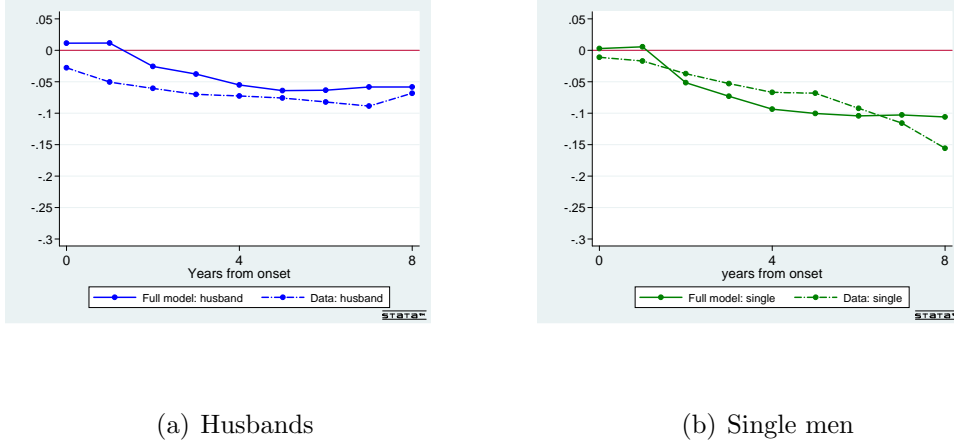 .05
0
-.05
-.1
-.15
-.2
-.25
-.3
0 4 8
Years from onset
Full model: husband Data: husband
STATA™
(a) Husbands
.05
0
-.05
-.1
-.15
-.2
-.25
-.3
0 4 8
years from onset
Full model: single Data: single
STATA™
(b) Single men